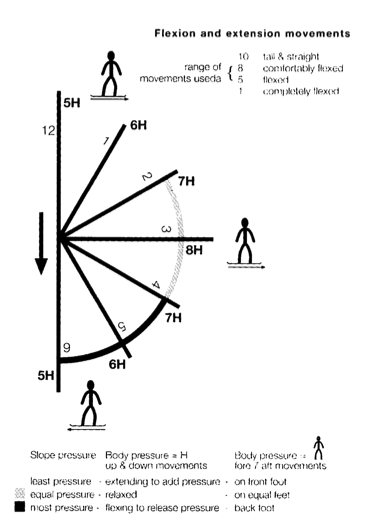 Flexion and extension movements
10 tall & straight
range of 8 comfortably flexed
movements useda { 5 flexed
1 completely flexed
5H
12
1 6H
2 7H
3
8H
4
7H
5
6H
6
5H
Slope pressure Body pressure = H Body pressure =
up & down movements fore / aft movements
least pressure - extending to add pressure - on front foot
equal pressure - relaxed - on equal feet
most pressure - flexing to release pressure - back foot